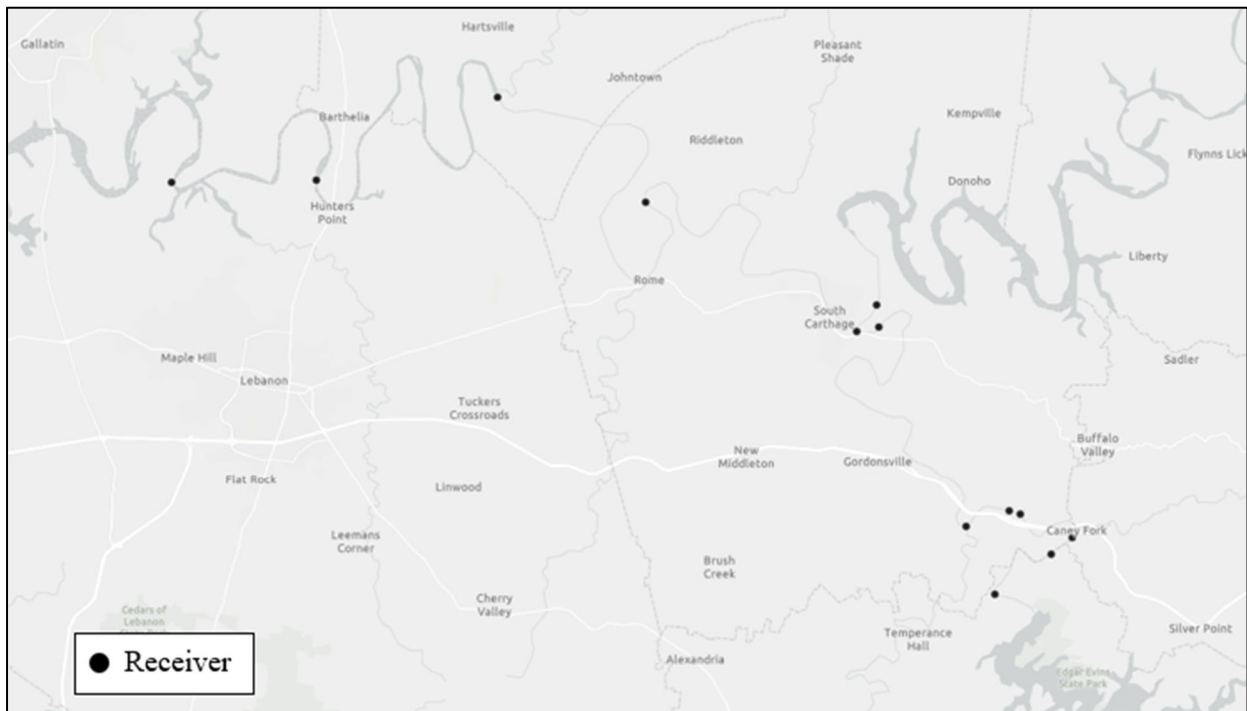 Hartsville
Gallatin
Pleasant
Shade
Johntown
Barthelia
Kempville
Riddleton
Flynns Lick
Donoho
Hunters
Point
Liberty
Rome
South
Carthage
Maple Hill
Sadler
Lebanon
Tuckers
Crossroads
Buffalo
Valley
New
Middleton
Gordonsville
Flat Rock
Linwood
Caney Fork
Leemans
Corner
Brush
Creek
Cherry
Valley
Cedars of
Lebanon
State Park
Temperance
Hall
Silver Point
Alexandria
Edgar Evins
State Park
Receiver